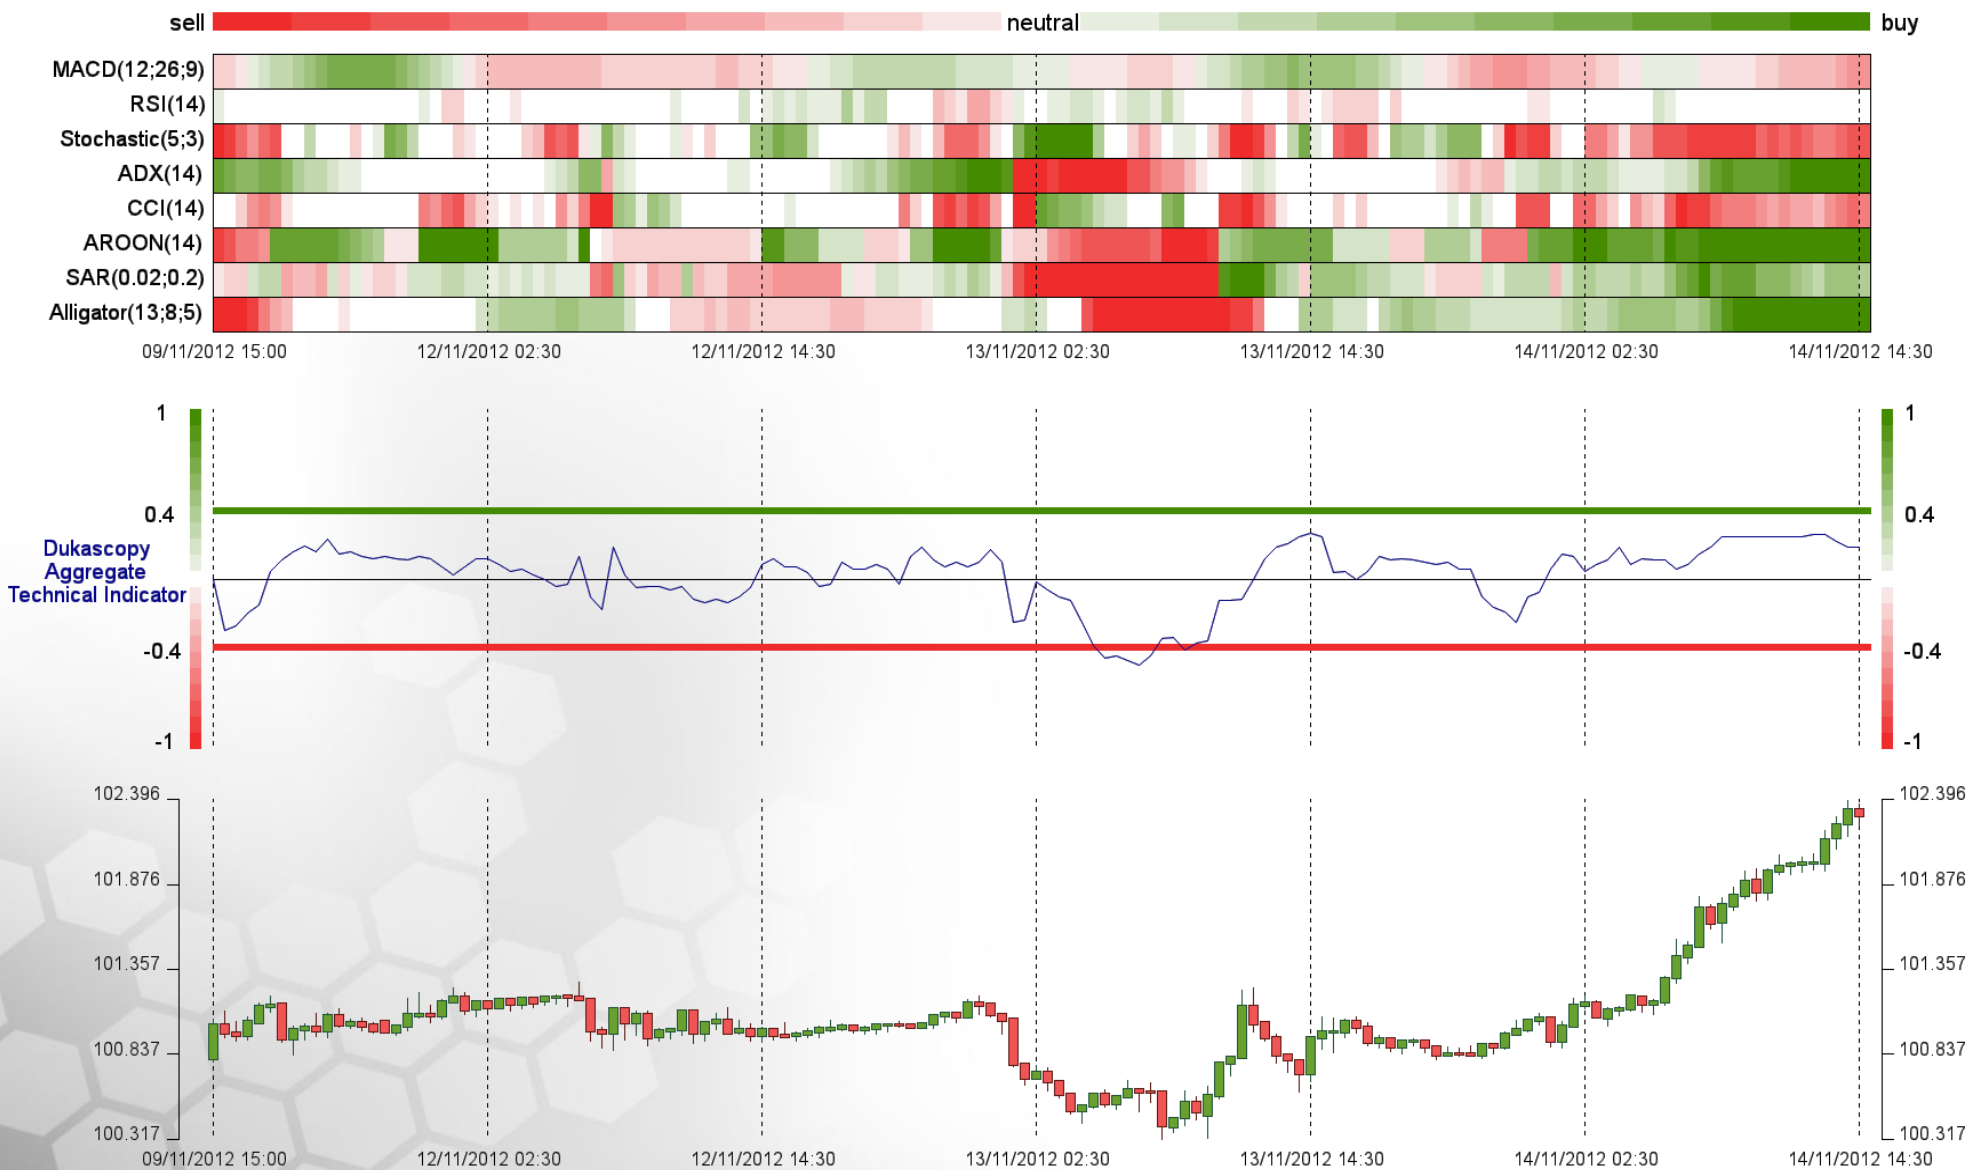 sell neutral buy
MACD(12;26;9)
RSI(14)
Stochastic(5;3)
ADX(14)
CCI(14)
AROON(14)
SAR(0.02;0.2)
Alligator(13;8;5)
09/11/2012 15:00 12/11/2012 02:30 12/11/2012 14:30 13/11/2012 02:30 13/11/2012 14:30 14/11/2012 02:30 14/11/2012 14:30
1 1
0.4 0.4
Dukascopy
Aggregate
Technical Indicator
-0.4 -0.4
-1 -1
102.396 102.396
101.876 101.876
101.357 101.357
100.837 100.837
100.317 100.317
09/11/2012 15:00 12/11/2012 02:30 12/11/2012 14:30 13/11/2012 02:30 13/11/2012 14:30 14/11/2012 02:30 14/11/2012 14:30